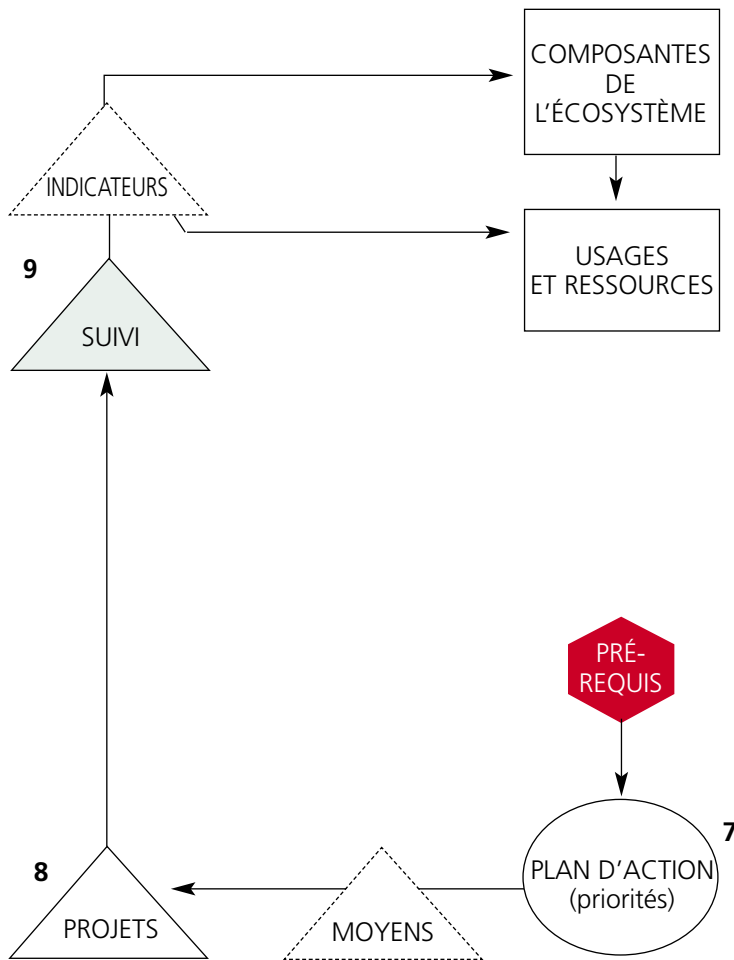 COMPOSANTES
DE
L'ÉCOSYSTÈME
INDICATEURS
USAGES
ET RESSOURCES
9
SUIVI
PRÉ-
REQUIS
7
PLAN D'ACTION
(priorités)
8
PROJETS
MOYENS